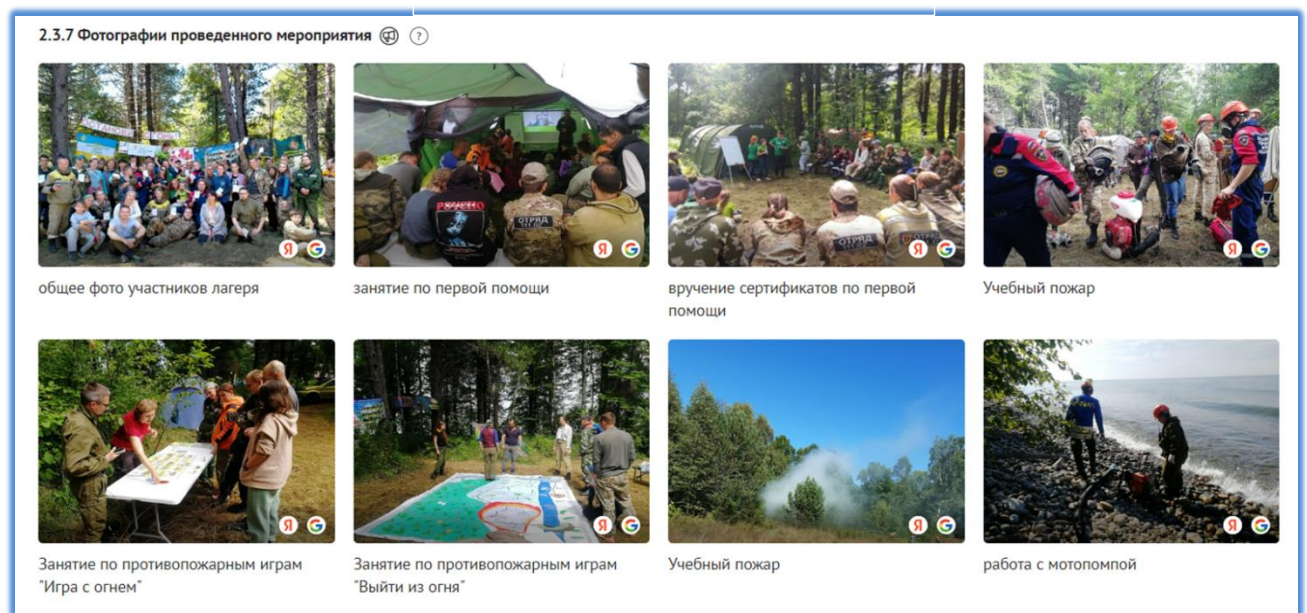 2.3.7 Фотографии проведенного мероприятия ?
общее фото участников лагеря
занятие по первой помощи
вручение сертификатов по первой
помощи
Учебный пожар
ОТРЯД
ОТРЯД
Занятие по противопожарным играм
"Игра с огнем"
Занятие по противопожарным играм
"Выйти из огня"
Учебный пожар
работа с мотопомпой